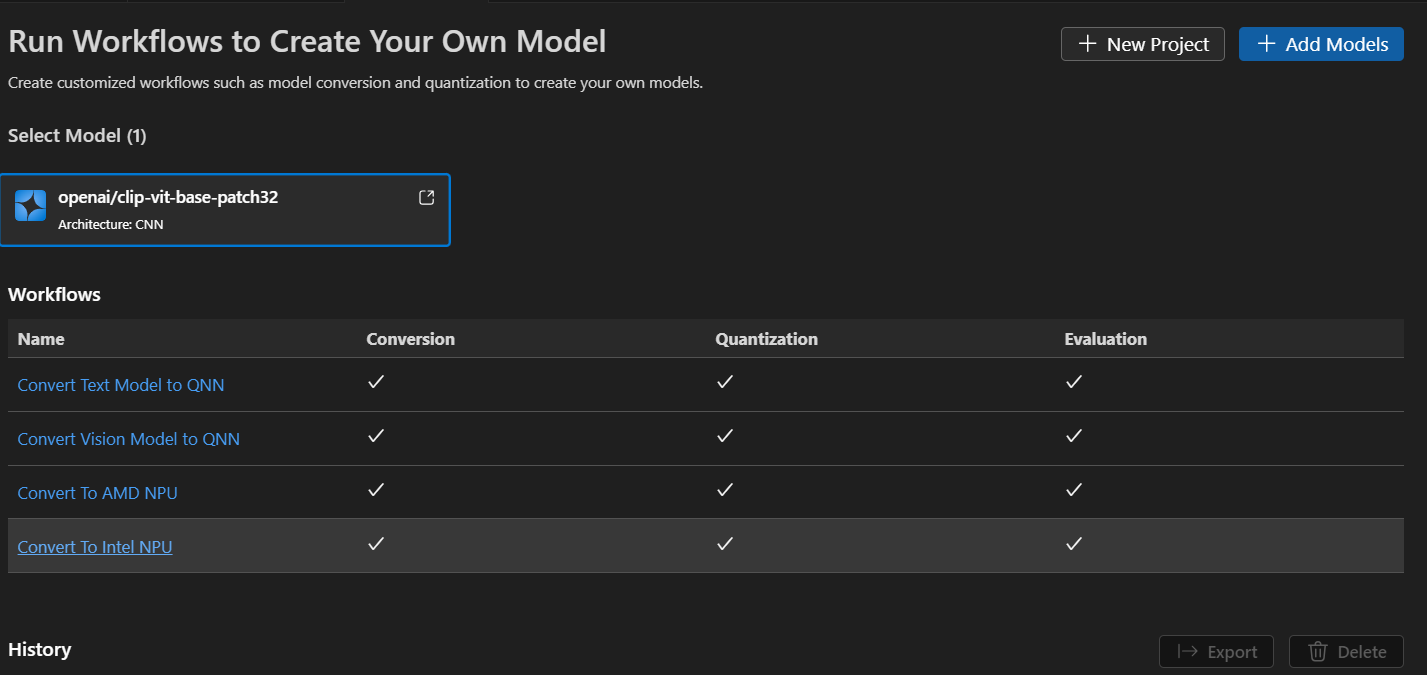 Run Workflows to Create Your Own Model
+ New Project
+ Add Models
Create customized workflows such as model conversion and quantization to create your own models.
Select Model (1)
openai/clip-vit-base-patch32
Architecture: CNN
Workflows
Name Conversion Quantization Evaluation
Convert Text Model to QNN ✓ ✓ ✓
Convert Vision Model to QNN ✓ ✓ ✓
Convert To AMD NPU ✓ ✓ ✓
Convert To Intel NPU ✓ ✓ ✓
History
Export
Delete